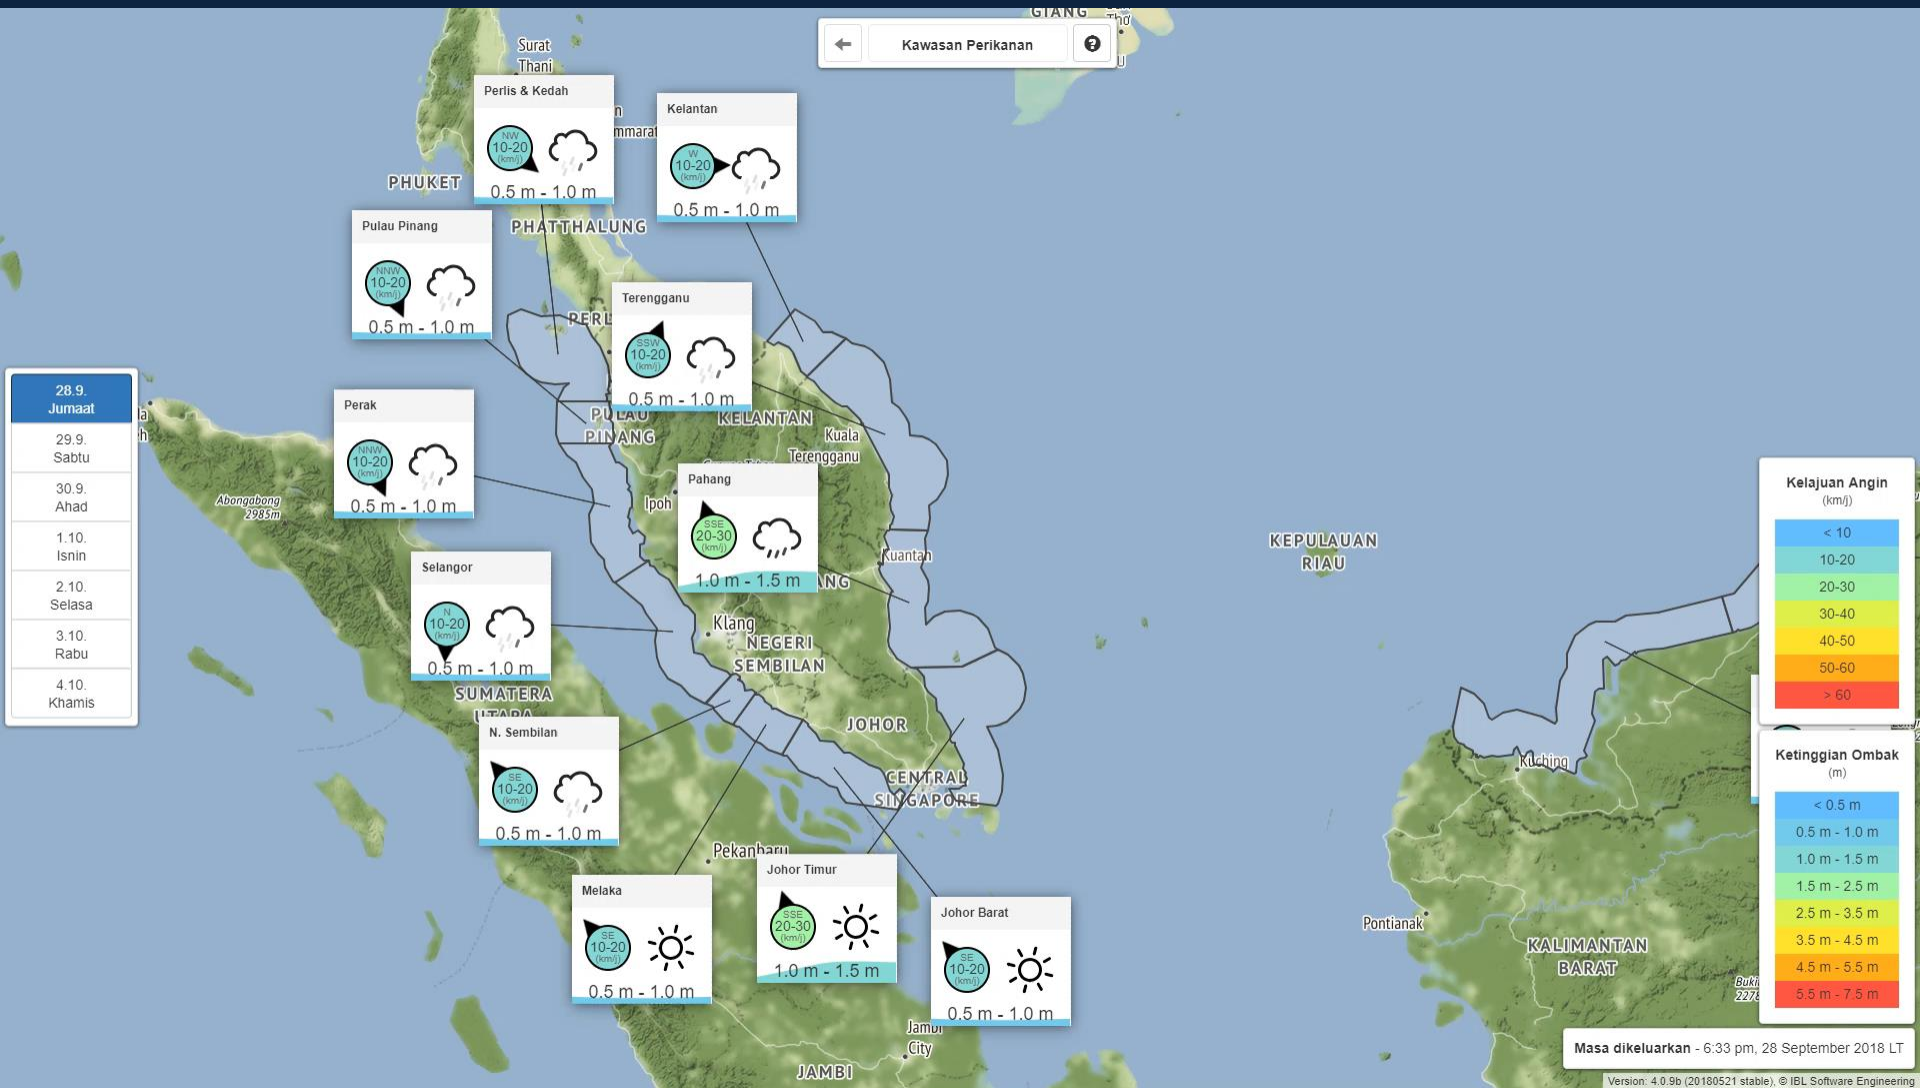 GIANG
Thơ
Kawasan Perikanan
Surat
Thani
Perlis & Kedah
NW
10-20
(km/j)
0.5 m - 1.0 m
Kelantan
W
10-20
(km/j)
0.5 m - 1.0 m
PHUKET
PHATTHALUNG
Pulau Pinang
NNW
10-20
(km/j)
0.5 m - 1.0 m
Terengganu
SSW
10-20
(km/j)
0.5 m - 1.0 m
PULAU
PINANG
KELANTAN
Kuala
Terengganu
28.9.
Jumaat
29.9.
Sabtu
30.9.
Ahad
1.10.
Isnin
2.10.
Selasa
3.10.
Rabu
4.10.
Khamis
Perak
NNW
10-20
(km/j)
0.5 m - 1.0 m
Abongabong
2985m
Ipoh
Pahang
SSE
20-30
(km/j)
1.0 m - 1.5 m
Kuantan
Selangor
N
10-20
(km/j)
0.5 m - 1.0 m
Klang
NEGERI
SEMBILAN
SUMATERA
UTARA
KEPULAUAN
RIAU
N. Sembilan
SE
10-20
(km/j)
0.5 m - 1.0 m
JOHOR
CENTRAL
SINGAPORE
Kuching
Pekanbaru
Melaka
SE
10-20
(km/j)
0.5 m - 1.0 m
Johor Timur
SSE
20-30
(km/j)
1.0 m - 1.5 m
Johor Barat
SE
10-20
(km/j)
0.5 m - 1.0 m
Jambi
City
JAMBI
Pontianak
KALIMANTAN
BARAT
Kelajuan Angin
(km/j)
< 10
10-20
20-30
30-40
40-50
50-60
> 60
Ketinggian Ombak
(m)
< 0.5 m
0.5 m - 1.0 m
1.0 m - 1.5 m
1.5 m - 2.5 m
2.5 m - 3.5 m
3.5 m - 4.5 m
4.5 m - 5.5 m
5.5 m - 7.5 m
Masa dikeluarkan - 6:33 pm, 28 September 2018 LT
Version: 4.0.9b (20180521 stable), © IBL Software Engineering